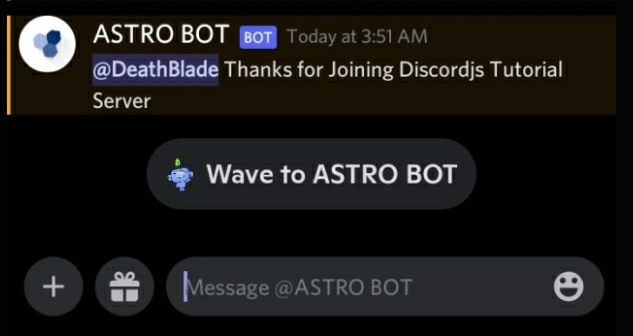 ASTRO BOT BOT Today at 3:51 AM
@DeathBlade Thanks for Joining Discordjs Tutorial
Server
Wave to ASTRO BOT
Message @ASTRO BOT